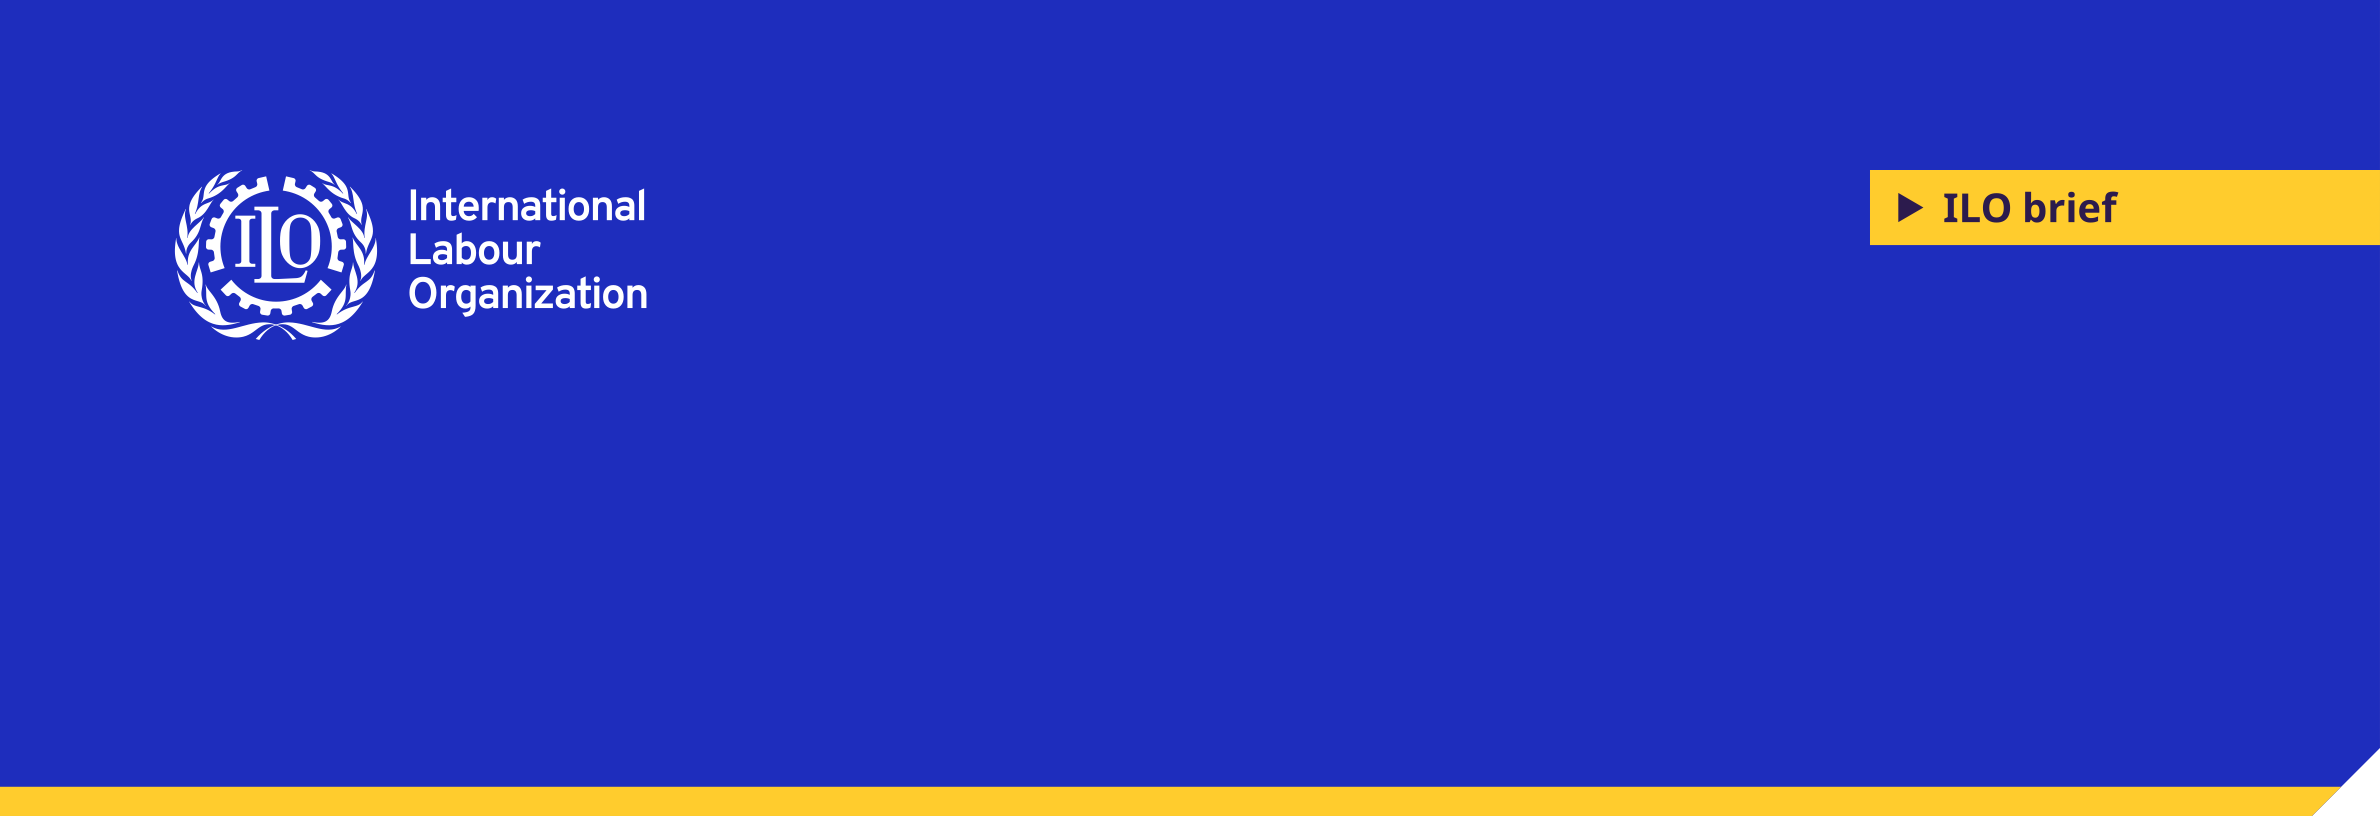 ILO
International
Labour
Organization
ILO brief